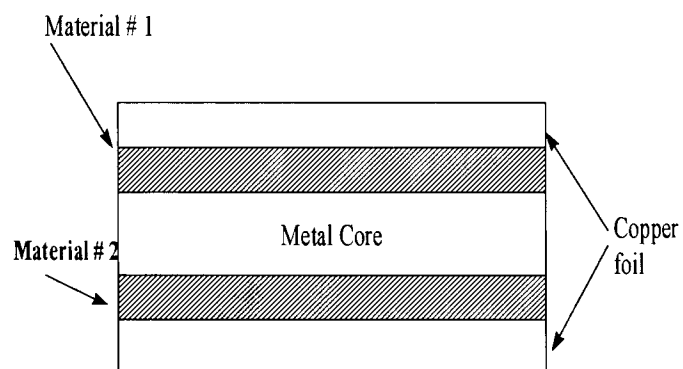 Material # 1
Metal Core
Material # 2
Copper
foil